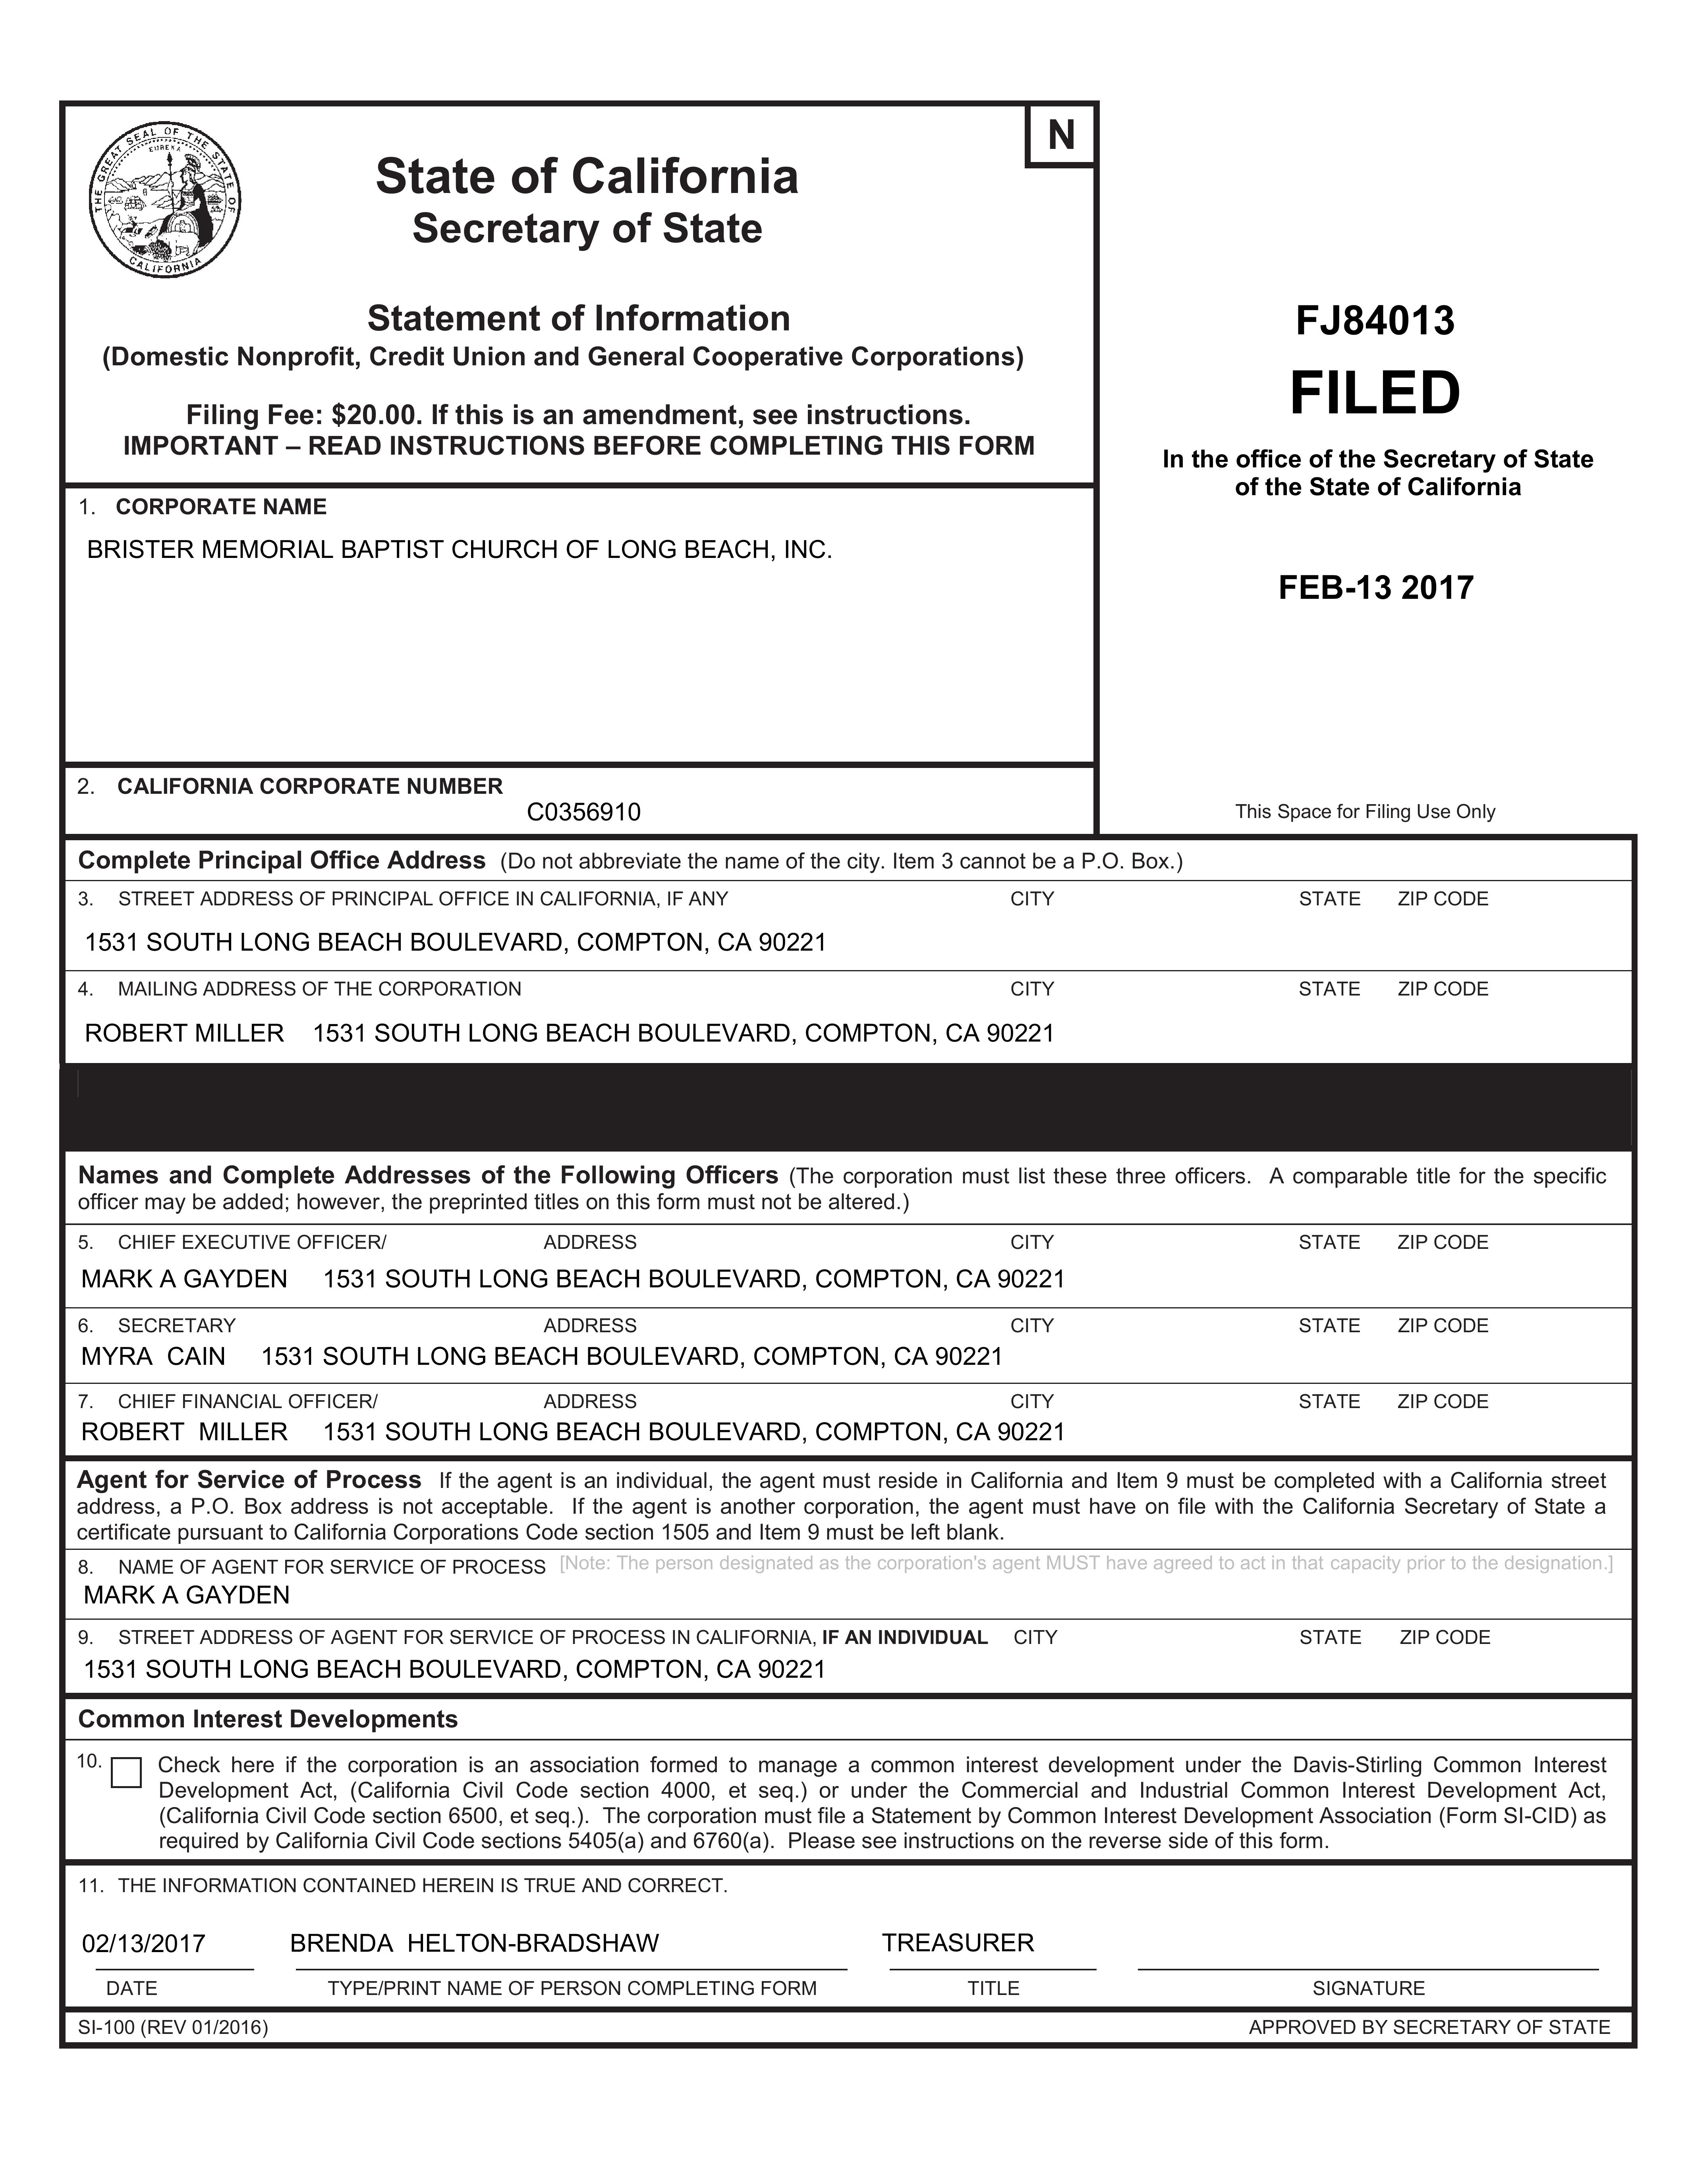 THE GREAT SEAL OF THE STATE OF CALIFORNIA
EUREKA
N
State of California
Secretary of State
Statement of Information
(Domestic Nonprofit, Credit Union and General Cooperative Corporations)
Filing Fee: $20.00. If this is an amendment, see instructions.
IMPORTANT – READ INSTRUCTIONS BEFORE COMPLETING THIS FORM
FJ84013
FILED
In the office of the Secretary of State
of the State of California
FEB-13 2017
1. CORPORATE NAME
BRISTER MEMORIAL BAPTIST CHURCH OF LONG BEACH, INC.
2. CALIFORNIA CORPORATE NUMBER
C0356910
This Space for Filing Use Only
Complete Principal Office Address (Do not abbreviate the name of the city. Item 3 cannot be a P.O. Box.)
3. STREET ADDRESS OF PRINCIPAL OFFICE IN CALIFORNIA, IF ANY CITY STATE ZIP CODE
1531 SOUTH LONG BEACH BOULEVARD, COMPTON, CA 90221
4. MAILING ADDRESS OF THE CORPORATION CITY STATE ZIP CODE
ROBERT MILLER 1531 SOUTH LONG BEACH BOULEVARD, COMPTON, CA 90221
Names and Complete Addresses of the Following Officers (The corporation must list these three officers. A comparable title for the specific
officer may be added; however, the preprinted titles on this form must not be altered.)
5. CHIEF EXECUTIVE OFFICER/ ADDRESS CITY STATE ZIP CODE
MARK A GAYDEN 1531 SOUTH LONG BEACH BOULEVARD, COMPTON, CA 90221
6. SECRETARY ADDRESS CITY STATE ZIP CODE
MYRA CAIN 1531 SOUTH LONG BEACH BOULEVARD, COMPTON, CA 90221
7. CHIEF FINANCIAL OFFICER/ ADDRESS CITY STATE ZIP CODE
ROBERT MILLER 1531 SOUTH LONG BEACH BOULEVARD, COMPTON, CA 90221
Agent for Service of Process If the agent is an individual, the agent must reside in California and Item 9 must be completed with a California street
address, a P.O. Box address is not acceptable. If the agent is another corporation, the agent must have on file with the California Secretary of State a
certificate pursuant to California Corporations Code section 1505 and Item 9 must be left blank.
8. NAME OF AGENT FOR SERVICE OF PROCESS [Note: The person designated as the corporation's agent MUST have agreed to act in that capacity prior to the designation.]
MARK A GAYDEN
9. STREET ADDRESS OF AGENT FOR SERVICE OF PROCESS IN CALIFORNIA, IF AN INDIVIDUAL CITY STATE ZIP CODE
1531 SOUTH LONG BEACH BOULEVARD, COMPTON, CA 90221
Common Interest Developments
10. Check here if the corporation is an association formed to manage a common interest development under the Davis-Stirling Common Interest
Development Act, (California Civil Code section 4000, et seq.) or under the Commercial and Industrial Common Interest Development Act,
(California Civil Code section 6500, et seq.). The corporation must file a Statement by Common Interest Development Association (Form SI-CID) as
required by California Civil Code sections 5405(a) and 6760(a). Please see instructions on the reverse side of this form.
11. THE INFORMATION CONTAINED HEREIN IS TRUE AND CORRECT.
02/13/2017 BRENDA HELTON-BRADSHAW TREASURER
DATE TYPE/PRINT NAME OF PERSON COMPLETING FORM TITLE SIGNATURE
SI-100 (REV 01/2016) APPROVED BY SECRETARY OF STATE